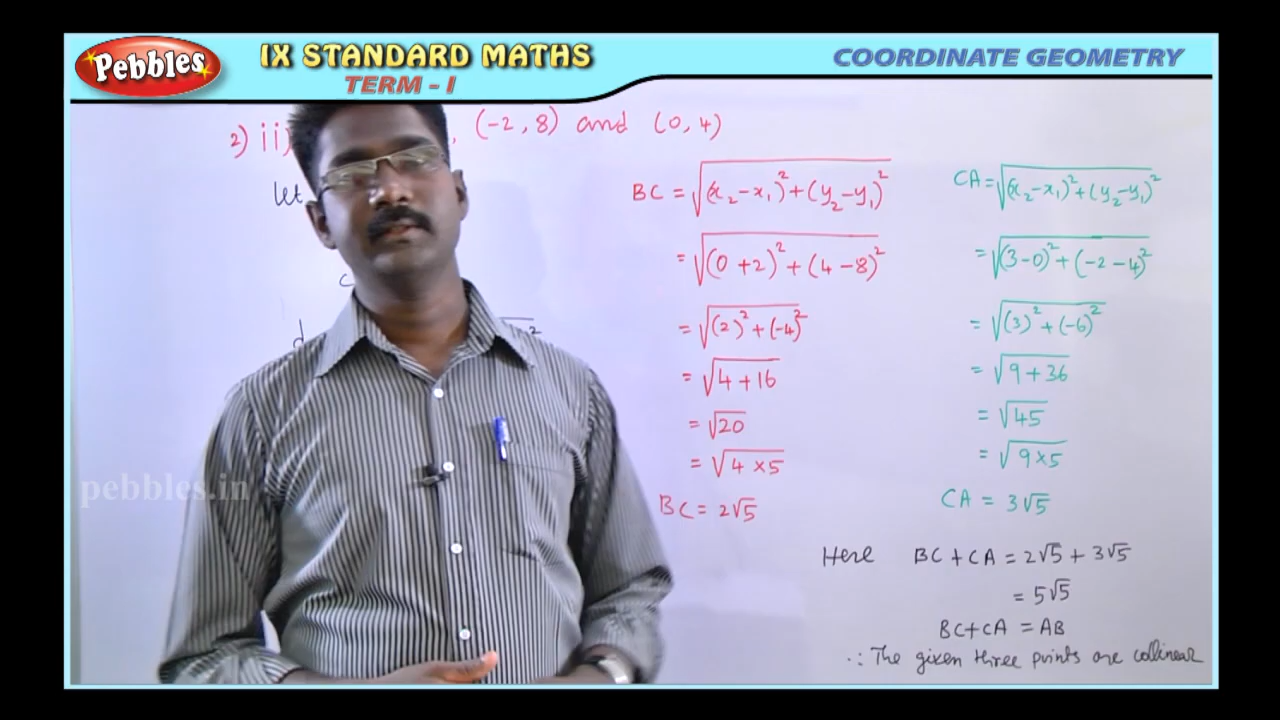 Pebbles
IX STANDARD MATHS
TERM - I
COORDINATE GEOMETRY
2) ii) , (-2, 8) and (0, 4)
let
BC = √(x₂-x₁)²+(y₂-y₁)²
= √(0+2)²+(4-8)²
= √(2)²+(-4)²
= √4+16
= √20
= √4×5
BC = 2√5
CA = √(x₂-x₁)²+(y₂-y₁)²
= √(3-0)²+(-2-4)²
= √(3)²+(-6)²
= √9+36
= √45
= √9×5
CA = 3√5
Here BC+CA = 2√5+3√5
= 5√5
BC+CA = AB
∴ The given three points are collinear
pebbles.in